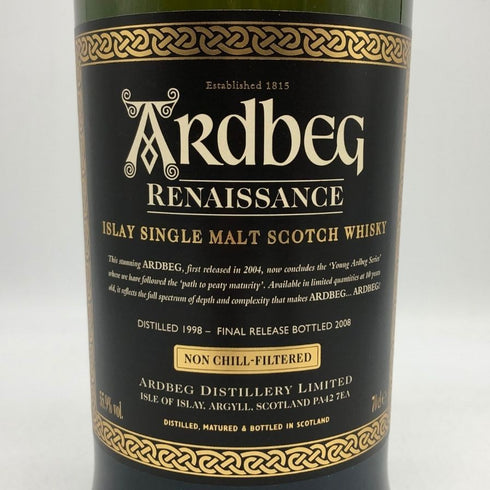 Established 1815
ARDBEG
RENAISSANCE
ISLAY SINGLE MALT SCOTCH WHISKY
This stunning ARDBEG, first released in 2004, now concludes the 'Young Ardbeg Series'
where we have followed the 'path to peaty maturity'. Available in limited quantities at 10 years
old, it reflects the full spectrum of depth and complexity that makes ARDBEG... ARDBEG!
DISTILLED 1998 – FINAL RELEASE BOTTLED 2008
NON CHILL-FILTERED
55.9% vol.
ARDBEG DISTILLERY LIMITED
70cl e
ISLE OF ISLAY, ARGYLL, SCOTLAND PA42 7EA
DISTILLED, MATURED & BOTTLED IN SCOTLAND